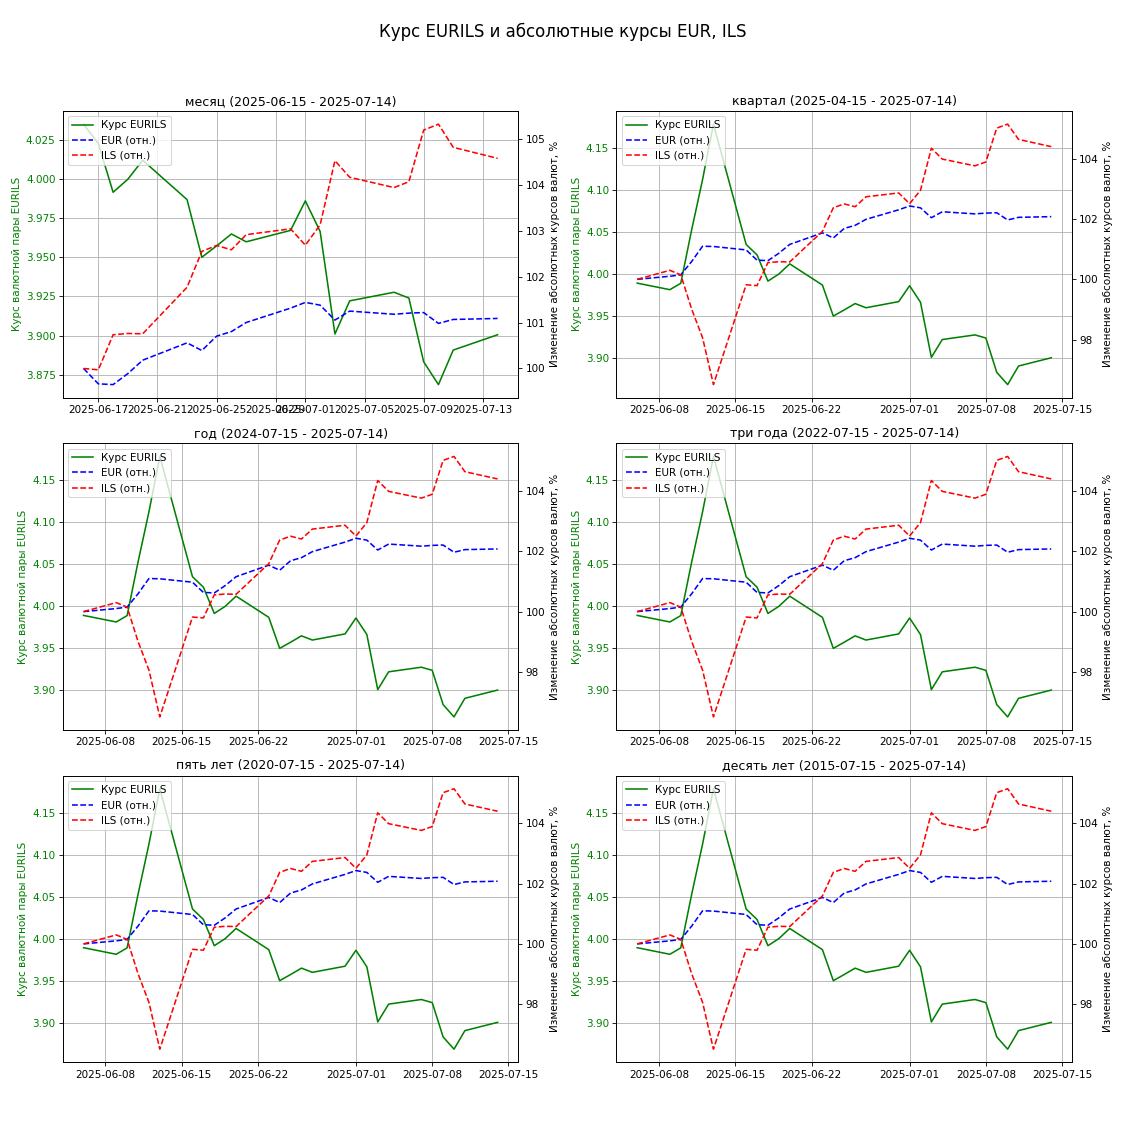 Курс EURILS и абсолютные курсы EUR, ILS
месяц (2025-06-15 - 2025-07-14)
Курс EURILS
EUR (отн.)
ILS (отн.)
4.025
4.000
3.975
3.950
3.925
3.900
3.875
Курс валютной пары EURILS
105
104
103
102
101
100
Изменение абсолютных курсов валют, %
2025-06-17
2025-06-21
2025-06-25
2025-06-29
2025-07-01
2025-07-05
2025-07-09
2025-07-13
квартал (2025-04-15 - 2025-07-14)
Курс EURILS
EUR (отн.)
ILS (отн.)
4.15
4.10
4.05
4.00
3.95
3.90
Курс валютной пары EURILS
104
102
100
98
Изменение абсолютных курсов валют, %
2025-06-08
2025-06-15
2025-06-22
2025-07-01
2025-07-08
2025-07-15
год (2024-07-15 - 2025-07-14)
Курс EURILS
EUR (отн.)
ILS (отн.)
4.15
4.10
4.05
4.00
3.95
3.90
Курс валютной пары EURILS
104
102
100
98
Изменение абсолютных курсов валют, %
2025-06-08
2025-06-15
2025-06-22
2025-07-01
2025-07-08
2025-07-15
три года (2022-07-15 - 2025-07-14)
Курс EURILS
EUR (отн.)
ILS (отн.)
4.15
4.10
4.05
4.00
3.95
3.90
Курс валютной пары EURILS
104
102
100
98
Изменение абсолютных курсов валют, %
2025-06-08
2025-06-15
2025-06-22
2025-07-01
2025-07-08
2025-07-15
пять лет (2020-07-15 - 2025-07-14)
Курс EURILS
EUR (отн.)
ILS (отн.)
4.15
4.10
4.05
4.00
3.95
3.90
Курс валютной пары EURILS
104
102
100
98
Изменение абсолютных курсов валют, %
2025-06-08
2025-06-15
2025-06-22
2025-07-01
2025-07-08
2025-07-15
десять лет (2015-07-15 - 2025-07-14)
Курс EURILS
EUR (отн.)
ILS (отн.)
4.15
4.10
4.05
4.00
3.95
3.90
Курс валютной пары EURILS
104
102
100
98
Изменение абсолютных курсов валют, %
2025-06-08
2025-06-15
2025-06-22
2025-07-01
2025-07-08
2025-07-15